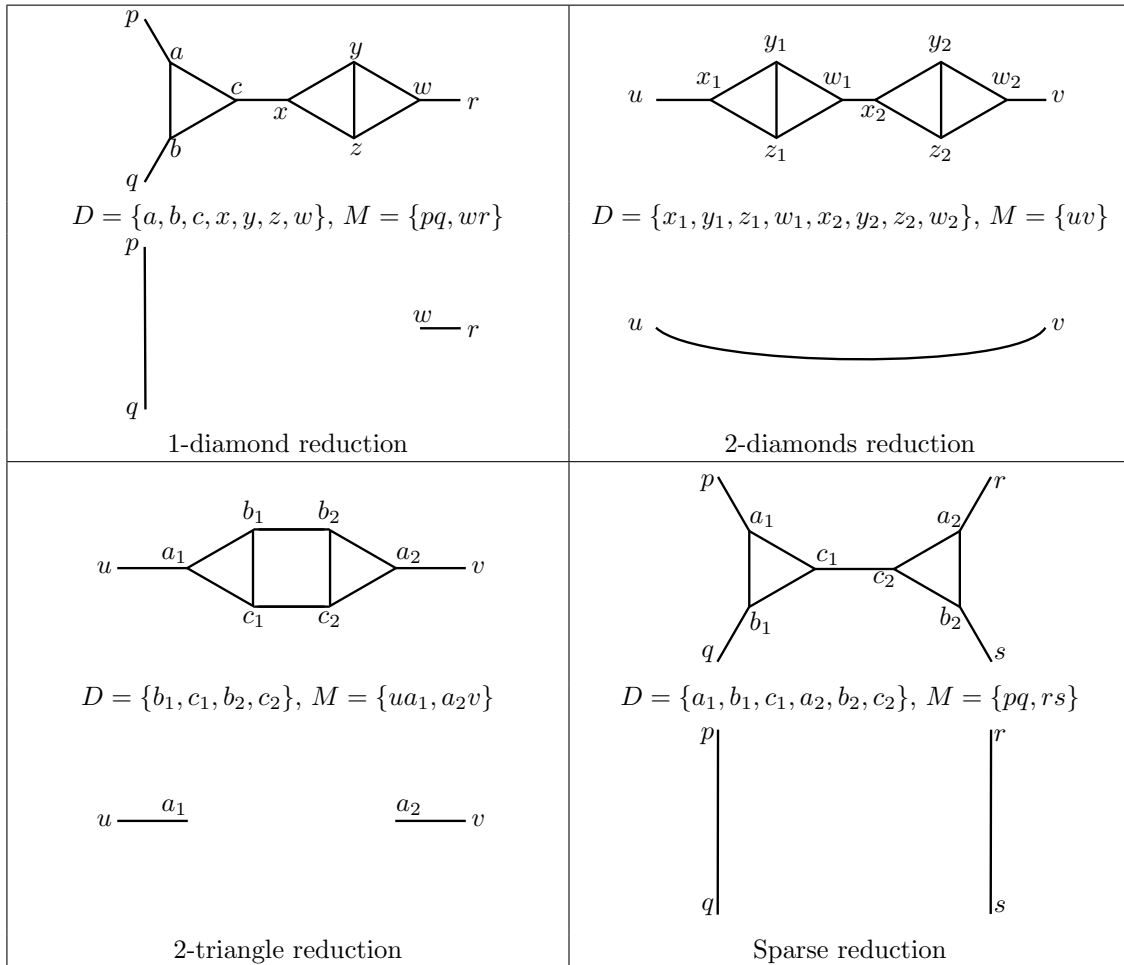 p
a
y
c
w
r
x
b
z
q
D = {a, b, c, x, y, z, w}, M = {pq, wr}
p
w
r
q
1-diamond reduction
y₁
y₂
x₁
w₁
w₂
u
v
x₂
z₁
z₂
D = {x₁, y₁, z₁, w₁, x₂, y₂, z₂, w₂}, M = {uv}
u
v
2-diamonds reduction
b₁
b₂
a₁
a₂
u
v
c₁
c₂
D = {b₁, c₁, b₂, c₂}, M = {ua₁, a₂v}
a₁
a₂
u
v
2-triangle reduction
p
r
a₁
a₂
c₁
c₂
b₁
b₂
q
s
D = {a₁, b₁, c₁, a₂, b₂, c₂}, M = {pq, rs}
p
r
q
s
Sparse reduction